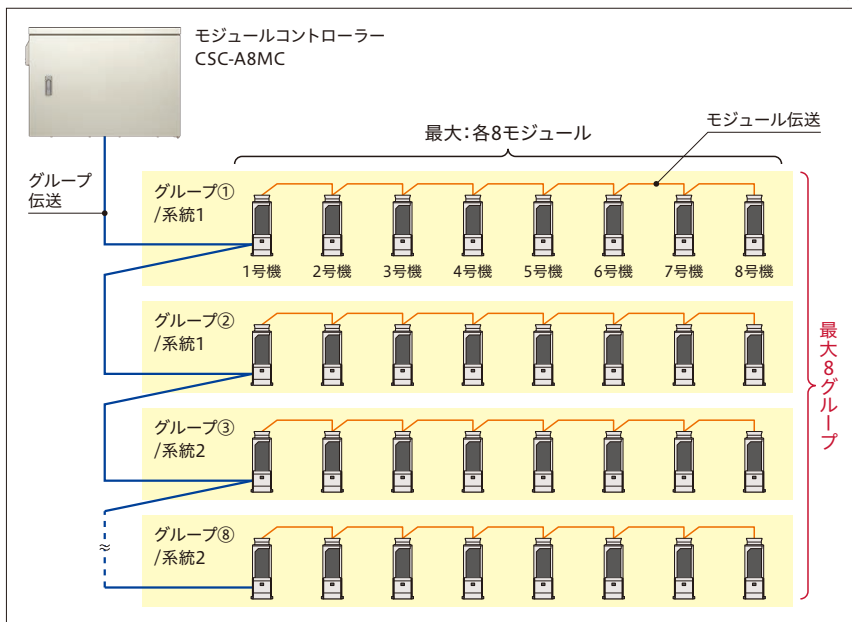 モジュールコントローラー
CSC-A8MC
最大：各8モジュール
モジュール伝送
グループ
伝送
グループ①
/系統1
1号機 2号機 3号機 4号機 5号機 6号機 7号機 8号機
グループ②
/系統1
グループ③
/系統2
グループ⑧
/系統2
≈
最大8グループ